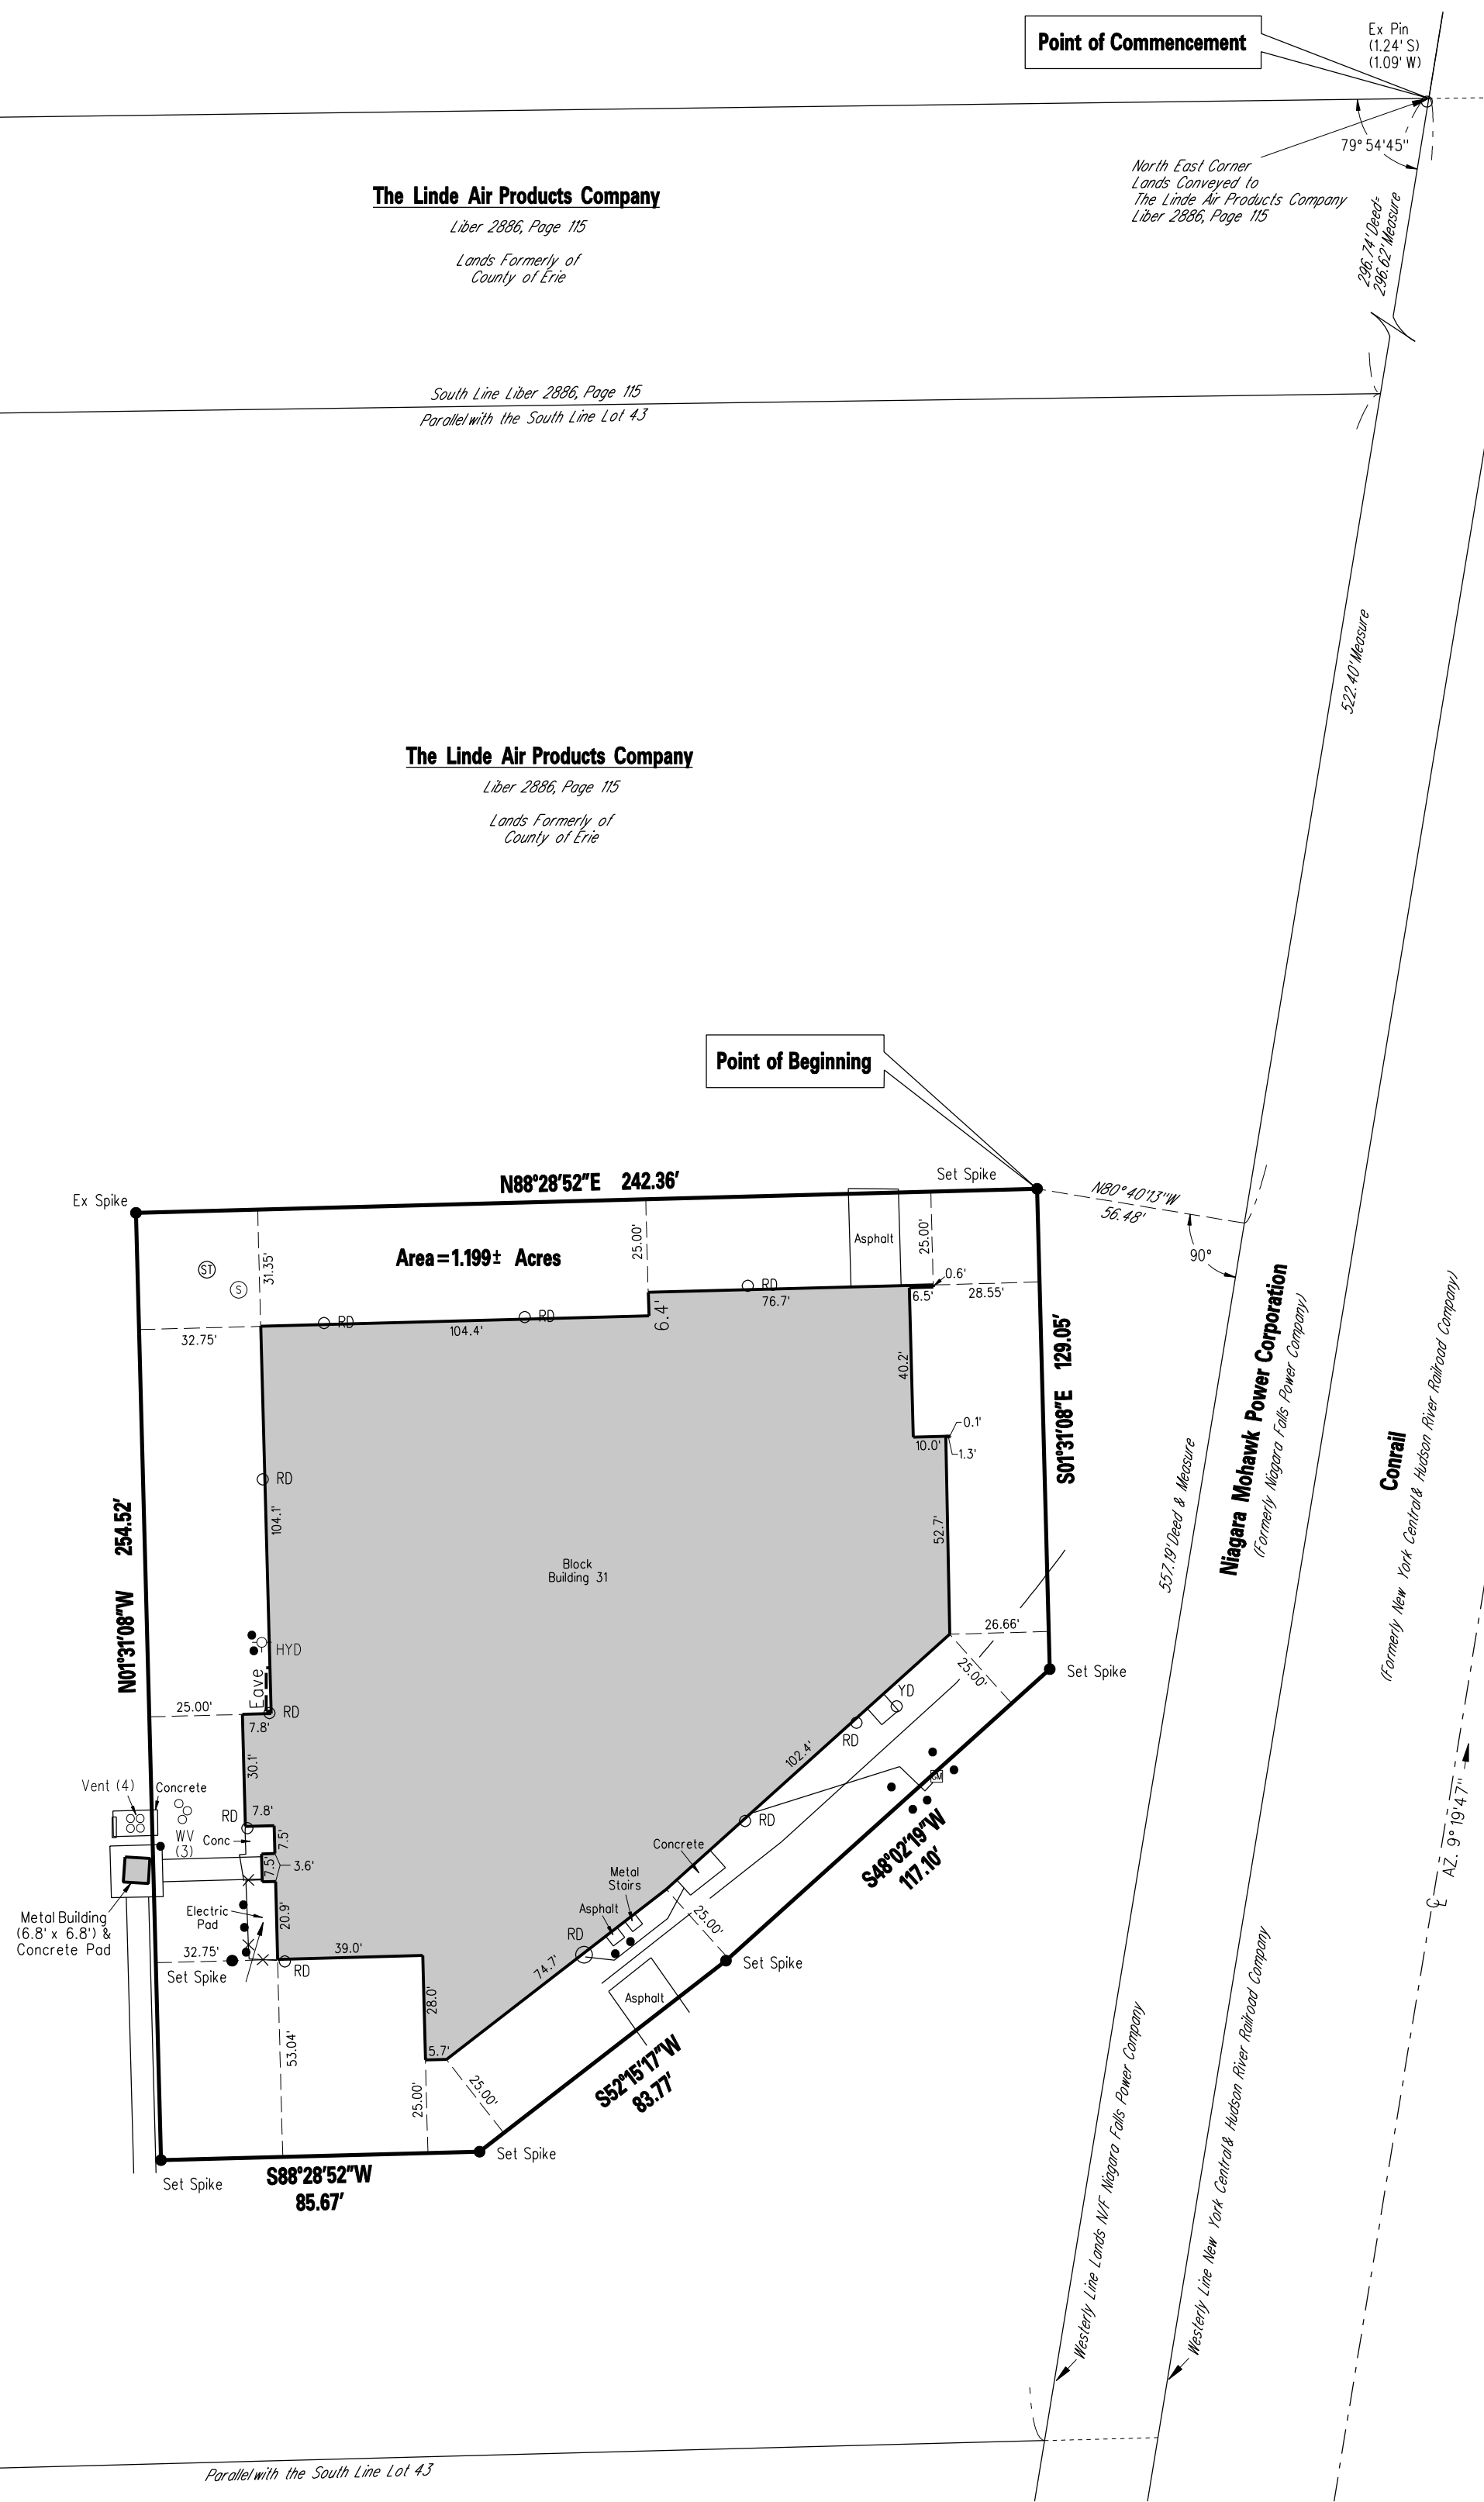 Point of Commencement
Ex Pin
(1.24' S)
(1.09' W)
79°54'45"
North East Corner
Lands Conveyed to
The Linde Air Products Company
Liber 2886, Page 115
296.74' Deed=
296.62' Measure
The Linde Air Products Company
Liber 2886, Page 115
Lands Formerly of
County of Erie
South Line Liber 2886, Page 115
Parallel with the South Line Lot 43
522.40' Measure
The Linde Air Products Company
Liber 2886, Page 115
Lands Formerly of
County of Erie
Point of Beginning
N88°28'52"E 242.36'
Set Spike
Ex Spike
N80°40'13"W
56.48'
90°
Area=1.199± Acres
ST
S
31.35'
25.00'
Asphalt
25.00'
0.6'
6.5'
28.55'
RD
76.7'
6.4'
RD
RD
104.4'
32.75'
40.2'
S01°31'08"E 129.05'
0.1'
10.0'
1.3'
RD
104.1'
52.7'
N01°31'08"W 254.52'
Block
Building 31
26.66'
HYD
Eave
25.00'
Set Spike
25.00'
7.8'
RD
YD
RD
30.1'
102.4'
GM
Vent (4)
Concrete
RD
7.8'
WV
(3)
Conc
7.5'
7.5'
3.6'
RD
S48°02'19"W
117.10'
Concrete
Metal
Stairs
Asphalt
25.00'
Metal Building
(6.8' x 6.8') &
Concrete Pad
Electric
Pad
20.9'
RD
32.75'
Set Spike
39.0'
RD
74.7'
Set Spike
28.0'
Asphalt
5.7'
53.04'
25.00'
25.00'
S52°15'17"W
83.77'
Set Spike
Set Spike
S88°28'52"W
85.67'
557.19' Deed & Measure
Niagara Mohawk Power Corporation
(Formerly Niagara Falls Power Company)
Conrail
(Formerly New York Central & Hudson River Railroad Company)
℄ AZ. 9°19'47"
Westerly Line Lands N/F Niagara Falls Power Company
Westerly Line New York Central & Hudson River Railroad Company
Parallel with the South Line Lot 43